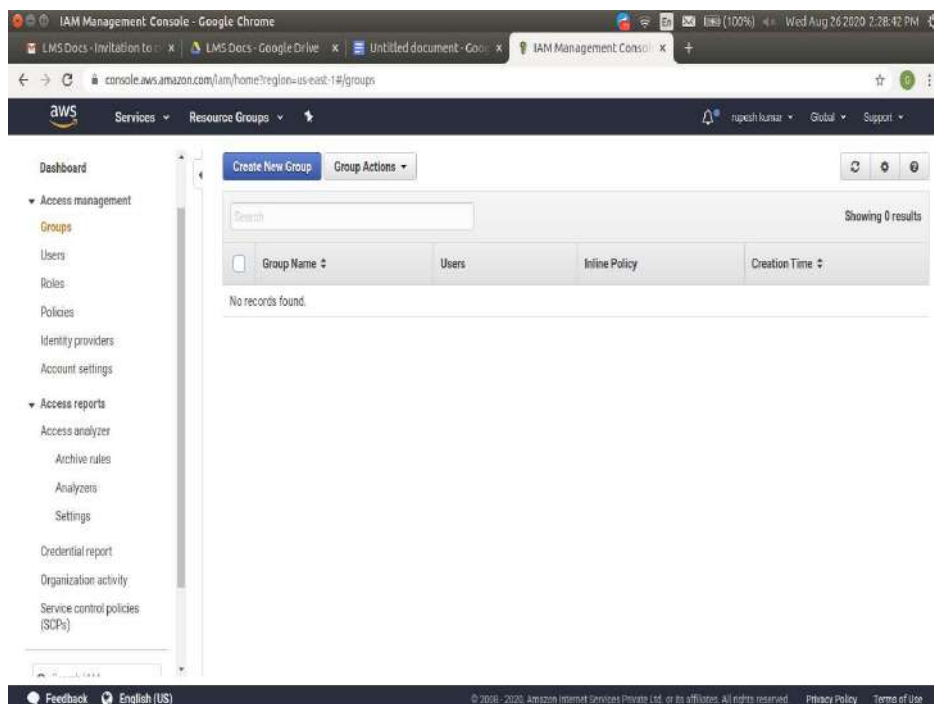 IAM Management Console - Google Chrome
En (100%) Wed Aug 26 2020 2:28:42 PM
LMS Docs - Invitation to x LMS Docs - Google Drive x Untitled document - Goo x IAM Management Consol x +
console.aws.amazon.com/iam/home?region=us-east-1#/groups
aws Services Resource Groups rupesh kumar Global Support
Dashboard
Create New Group Group Actions
Access management
Groups
Search
Showing 0 results
Users
Group Name Users Inline Policy Creation Time
Roles
No records found.
Policies
Identity providers
Account settings
Access reports
Access analyzer
Archive rules
Analyzers
Settings
Credential report
Organization activity
Service control policies
(SCPs)
Feedback English (US)
© 2008 - 2020, Amazon Internet Services Private Ltd. or its affiliates. All rights reserved. Privacy Policy Terms of Use